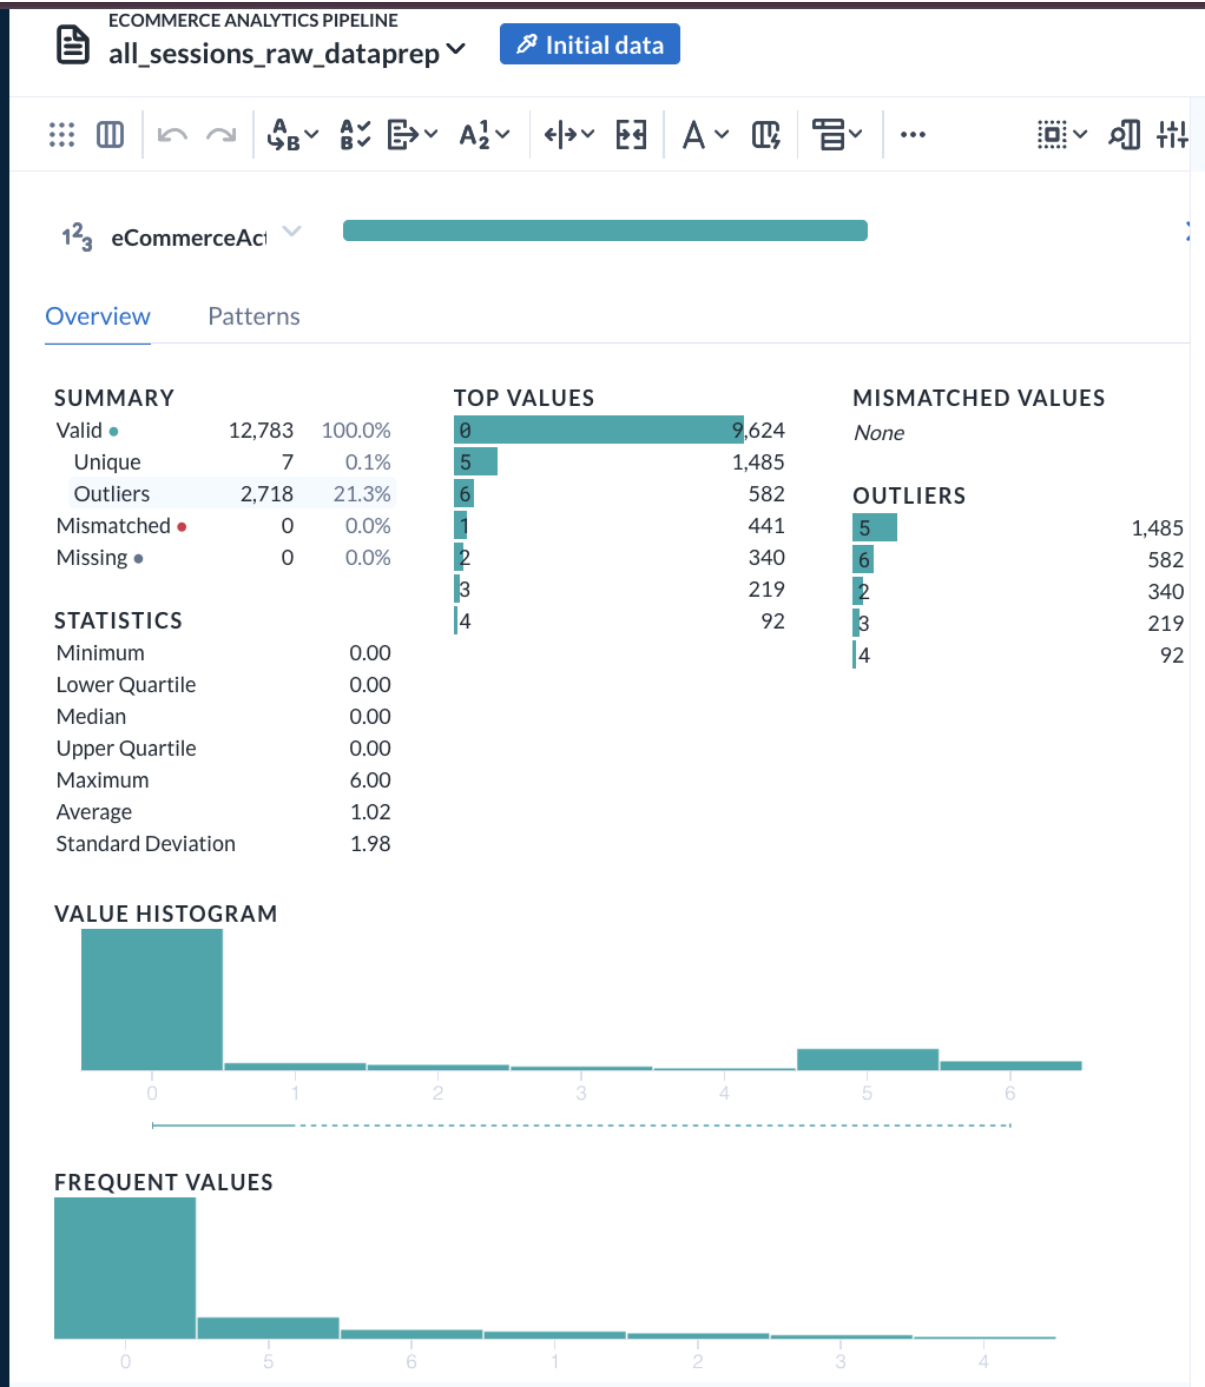 ECOMMERCE ANALYTICS PIPELINE
all_sessions_raw_dataprep
Initial data
eCommerceAct
Overview Patterns
SUMMARY
Valid 12,783 100.0%
Unique 7 0.1%
Outliers 2,718 21.3%
Mismatched 0 0.0%
Missing 0 0.0%
STATISTICS
Minimum 0.00
Lower Quartile 0.00
Median 0.00
Upper Quartile 0.00
Maximum 6.00
Average 1.02
Standard Deviation 1.98
TOP VALUES
0 9,624
5 1,485
6 582
1 441
2 340
3 219
4 92
MISMATCHED VALUES
None
OUTLIERS
5 1,485
6 582
2 340
3 219
4 92
VALUE HISTOGRAM
0 1 2 3 4 5 6
FREQUENT VALUES
0 5 6 1 2 3 4